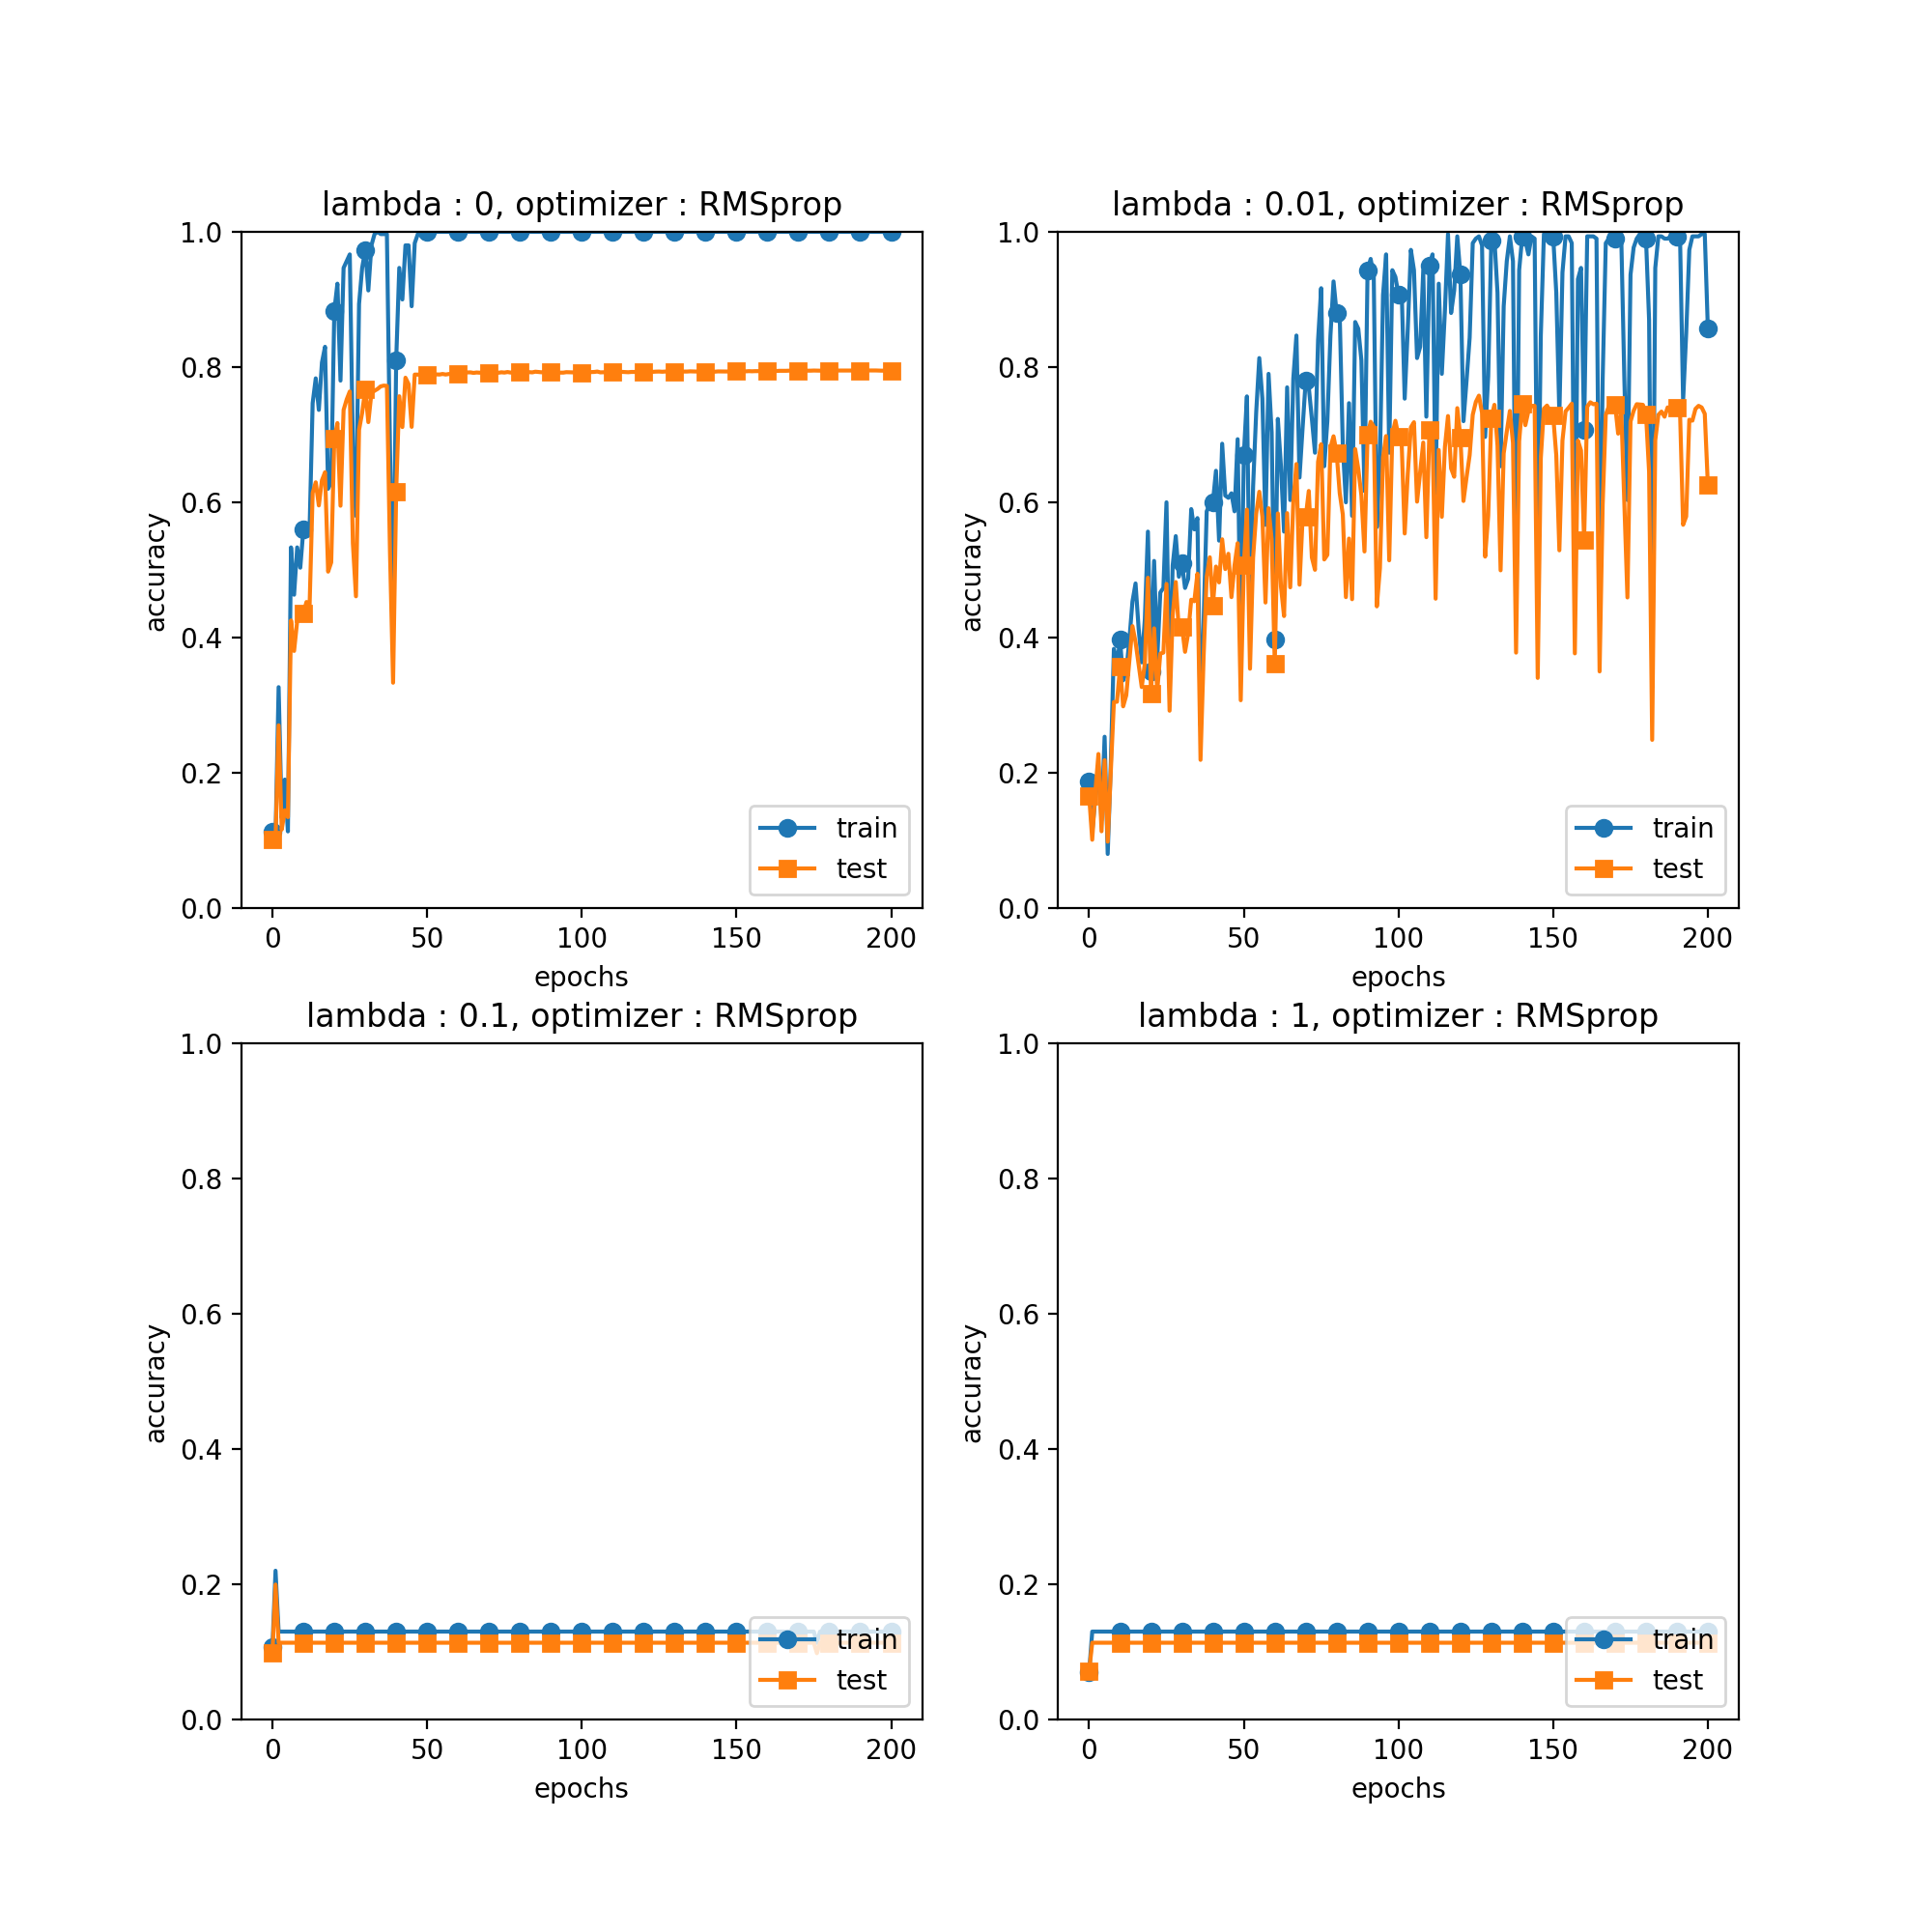 lambda : 0, optimizer : RMSprop
1.0
0.8
0.6
0.4
0.2
0.0
accuracy
train
test
0 50 100 150 200
epochs
lambda : 0.01, optimizer : RMSprop
1.0
0.8
0.6
0.4
0.2
0.0
accuracy
train
test
0 50 100 150 200
epochs
lambda : 0.1, optimizer : RMSprop
1.0
0.8
0.6
0.4
0.2
0.0
accuracy
train
test
0 50 100 150 200
epochs
lambda : 1, optimizer : RMSprop
1.0
0.8
0.6
0.4
0.2
0.0
accuracy
train
test
0 50 100 150 200
epochs